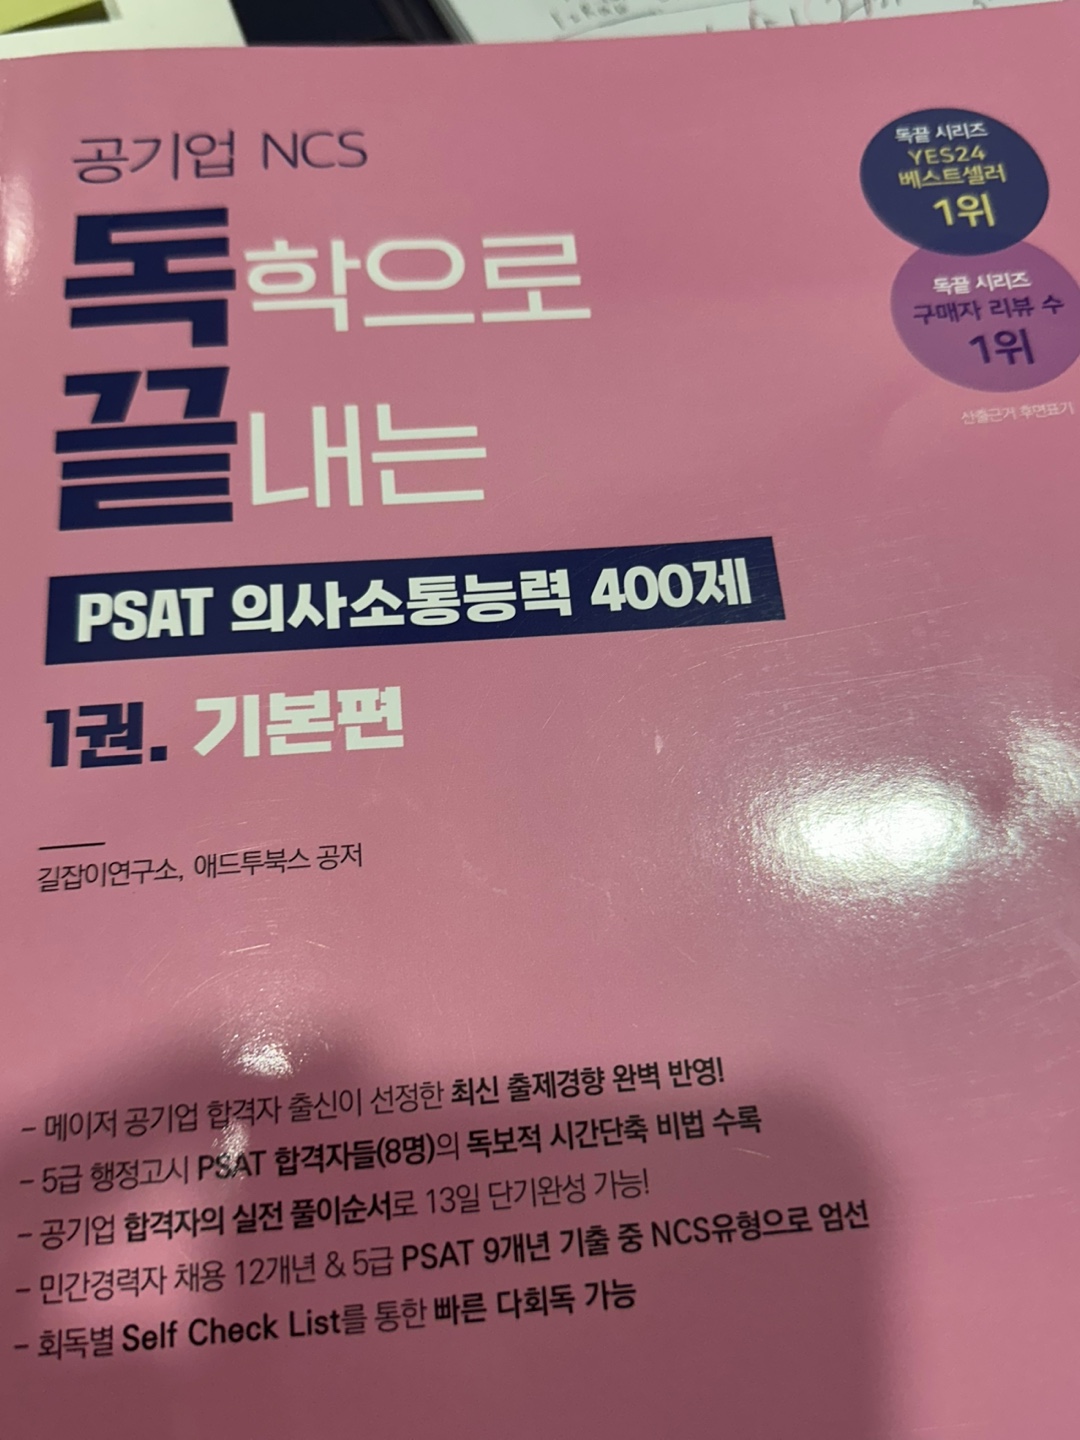 공기업 NCS
독학으로
끝내는
PSAT 의사소통능력 400제
1권. 기본편
길잡이연구소, 애드투북스 공저
독끝 시리즈
YES24
베스트셀러
1위
독끝 시리즈
구매자 리뷰 수
1위
산출근거 후면표기
- 메이저 공기업 합격자 출신이 선정한 최신 출제경향 완벽 반영!
- 5급 행정고시 PSAT 합격자들(8명)의 독보적 시간단축 비법 수록
- 공기업 합격자의 실전 풀이순서로 13일 단기완성 가능!
- 민간경력자 채용 12개년 & 5급 PSAT 9개년 기출 중 NCS유형으로 엄선
- 회독별 Self Check List를 통한 빠른 다회독 가능